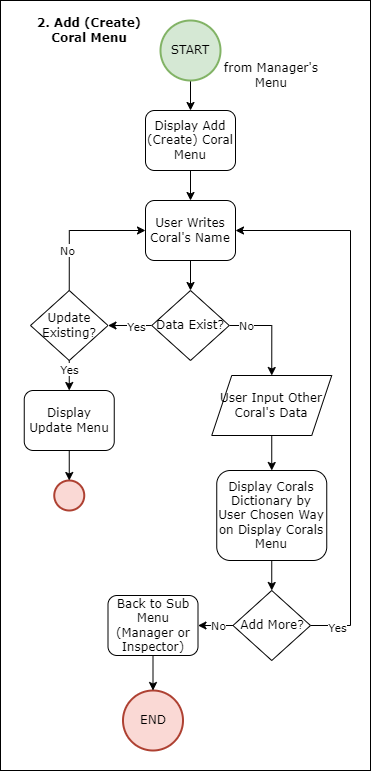 2. Add (Create)
Coral Menu
START
from Manager's
Menu
Display Add
(Create) Coral
Menu
User Writes
Coral's Name
No
Update
Existing?
Yes
Data Exist?
No
Yes
Display
Update Menu
User Input Other
Coral's Data
Display Corals
Dictionary by
User Chosen Way
on Display Corals
Menu
Back to Sub
Menu
(Manager or
Inspector)
No
Add More?
Yes
END